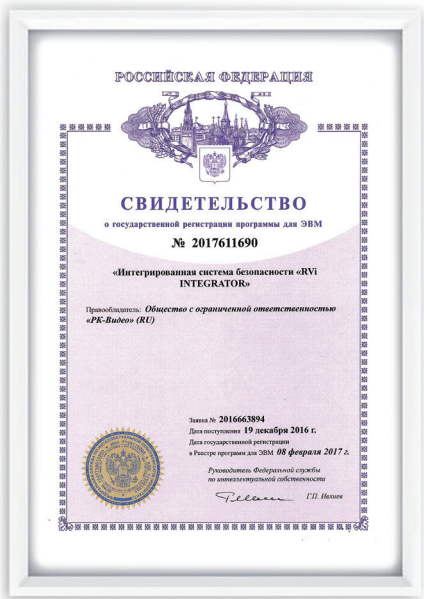 РОССИЙСКАЯ ФЕДЕРАЦИЯ
СВИДЕТЕЛЬСТВО
о государственной регистрации программы для ЭВМ
№ 2017611690
«Интегрированная система безопасности «RVi
INTEGRATOR»
Правообладатель: Общество с ограниченной ответственностью
«РК-Видео» (RU)
Заявка № 2016663894
Дата поступления 19 декабря 2016 г.
Дата государственной регистрации
в Реестре программ для ЭВМ 08 февраля 2017 г.
Руководитель Федеральной службы
по интеллектуальной собственности
Г.П. Ивлиев